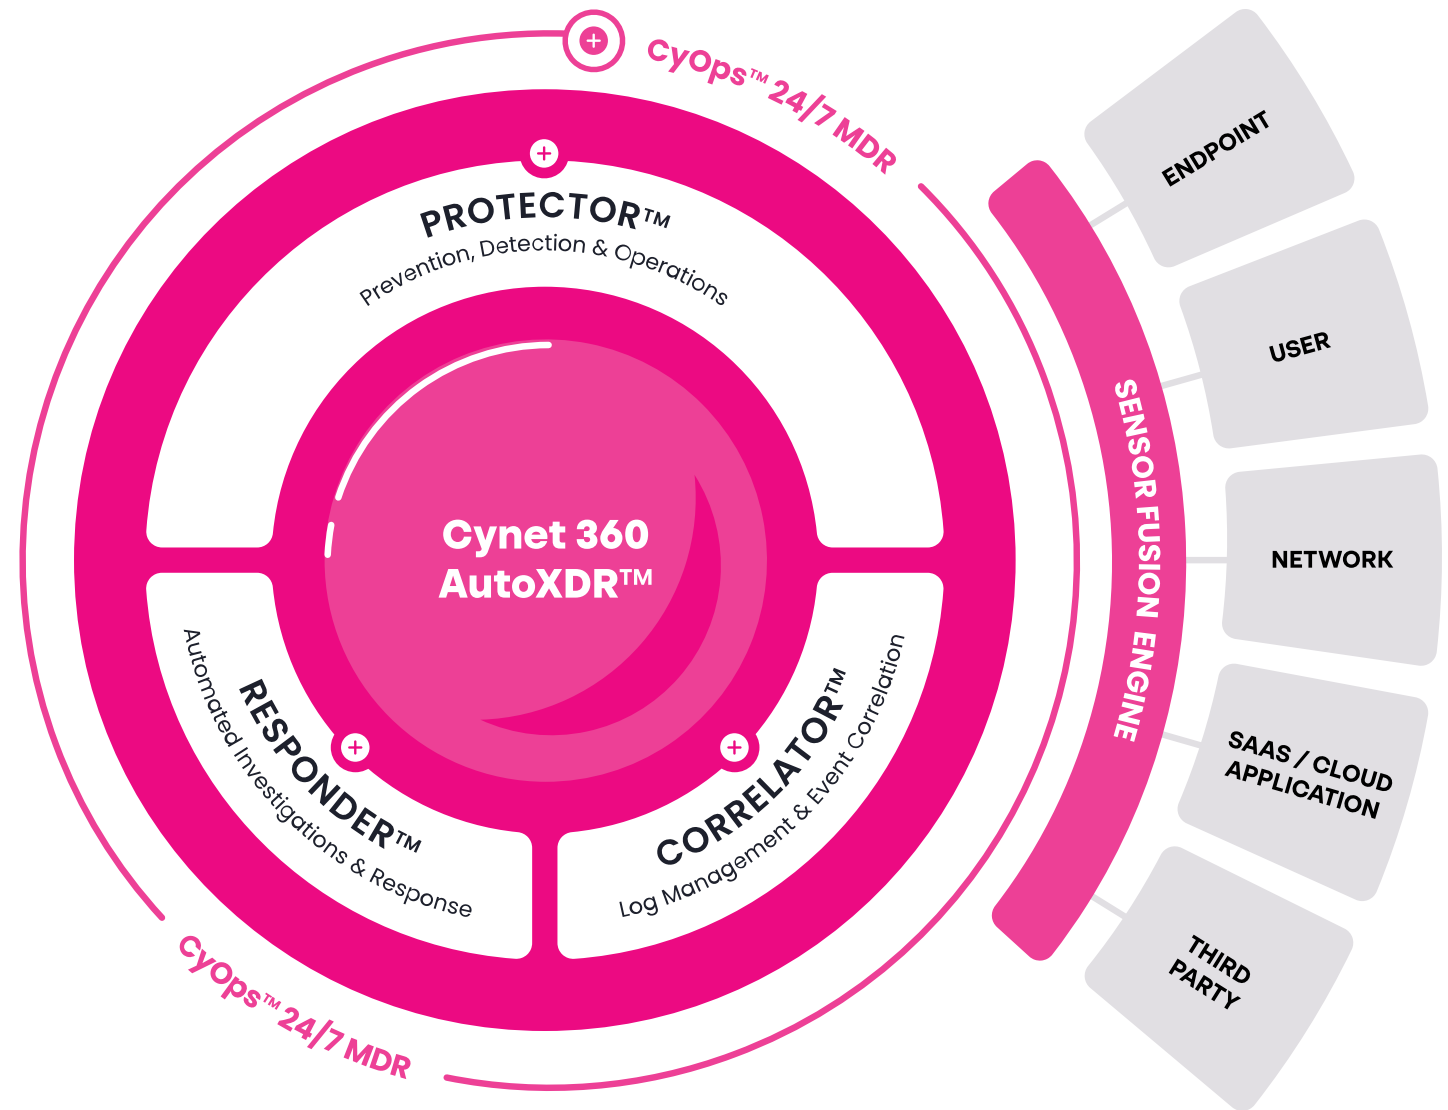 CyOps™ 24/7 MDR
PROTECTOR™
Prevention, Detection & Operations
Cynet 360
AutoXDR™
RESPONDER™
Automated Investigations & Response
CORRELATOR™
Log Management & Event Correlation
CyOps™ 24/7 MDR
SENSOR FUSION ENGINE
ENDPOINT
USER
NETWORK
SAAS / CLOUD
APPLICATION
THIRD
PARTY